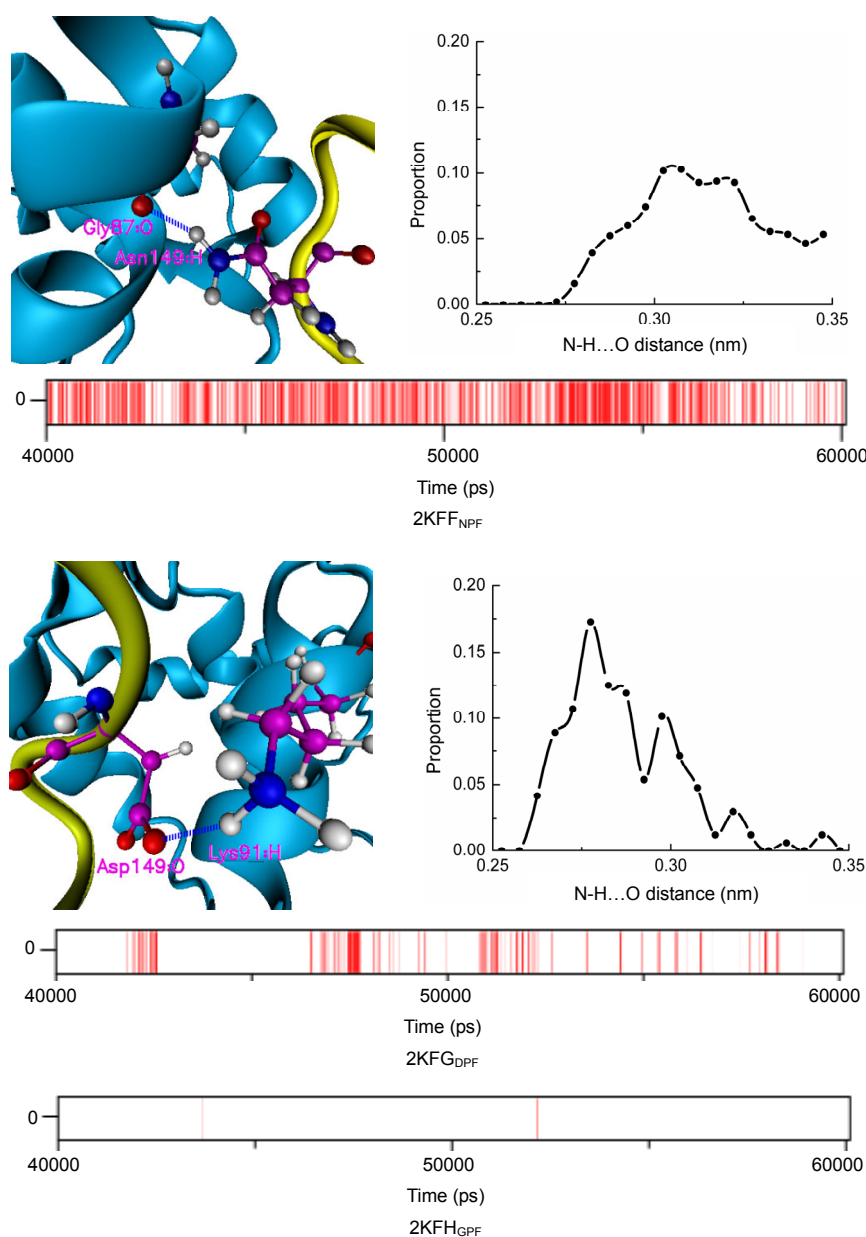 Gly87:O
Asn149:H
0.20
0.15
0.10
0.05
0.00
Proportion
0.25 0.30 0.35
N-H…O distance (nm)
0
40000 50000 60000
Time (ps)
2KFF_NPF
Asp149:O
Lys91:H
0.20
0.15
0.10
0.05
0.00
Proportion
0.25 0.30 0.35
N-H…O distance (nm)
0
40000 50000 60000
Time (ps)
2KFG_DPF
0
40000 50000 60000
Time (ps)
2KFH_GPF